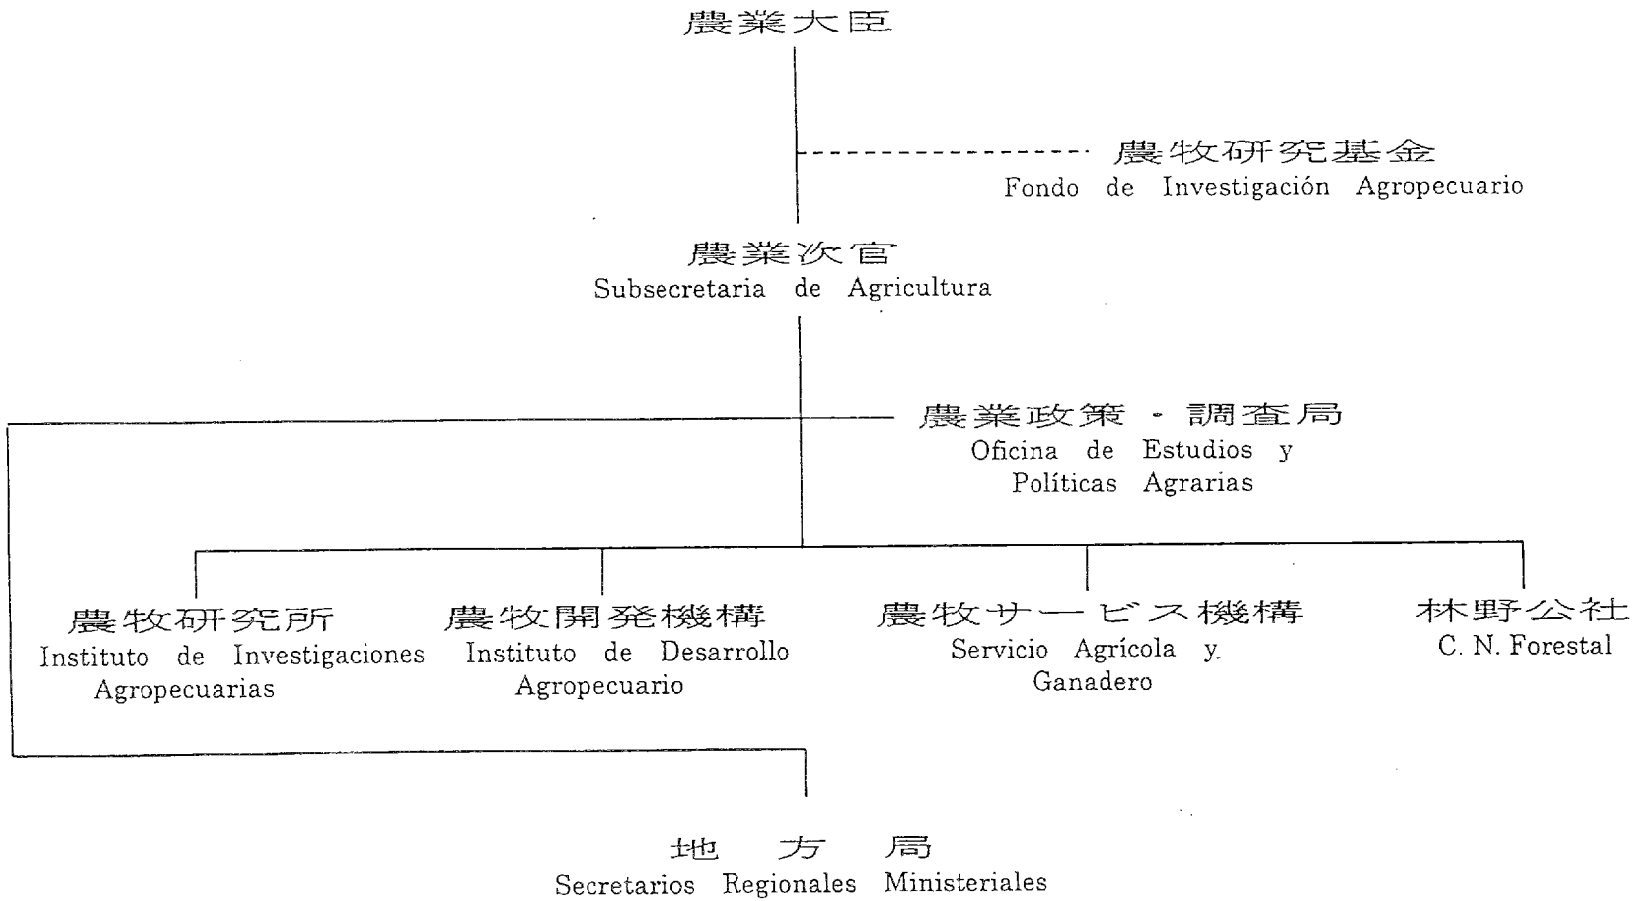 農業大臣
農牧研究基金
Fondo de Investigación Agropecuario
農業次官
Subsecretaria de Agricultura
農業政策・調査局
Oficina de Estudios y
Políticas Agrarias
農牧研究所
Instituto de Investigaciones
Agropecuarias
農牧開発機構
Instituto de Desarrollo
Agropecuario
農牧サービス機構
Servicio Agrícola y
Ganadero
林野公社
C. N. Forestal
地方局
Secretarios Regionales Ministeriales